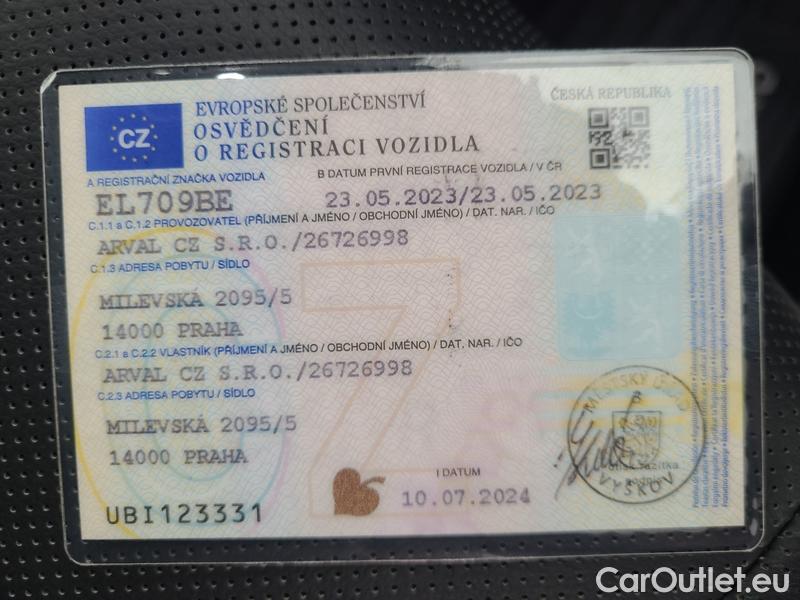 ČESKÁ REPUBLIKA
CZ
EVROPSKÉ SPOLEČENSTVÍ
OSVĚDČENÍ
O REGISTRACI VOZIDLA
A REGISTRAČNÍ ZNAČKA VOZIDLA
B DATUM PRVNÍ REGISTRACE VOZIDLA / V ČR
EL709BE
23.05.2023/23.05.2023
C.1.1 a C.1.2 PROVOZOVATEL (PŘÍJMENÍ A JMÉNO / OBCHODNÍ JMÉNO) / DAT. NAR. / IČO
ARVAL CZ S.R.O./26726998
C.1.3 ADRESA POBYTU / SÍDLO
MILEVSKÁ 2095/5
14000 PRAHA
C.2.1 a C.2.2 VLASTNÍK (PŘÍJMENÍ A JMÉNO / OBCHODNÍ JMÉNO) / DAT. NAR. / IČO
ARVAL CZ S.R.O./26726998
C.2.3 ADRESA POBYTU / SÍDLO
MILEVSKÁ 2095/5
14000 PRAHA
I DATUM
10.07.2024
UBI123331
MĚSTSKÝ ÚŘAD
VYŠKOV
CarOutlet.eu